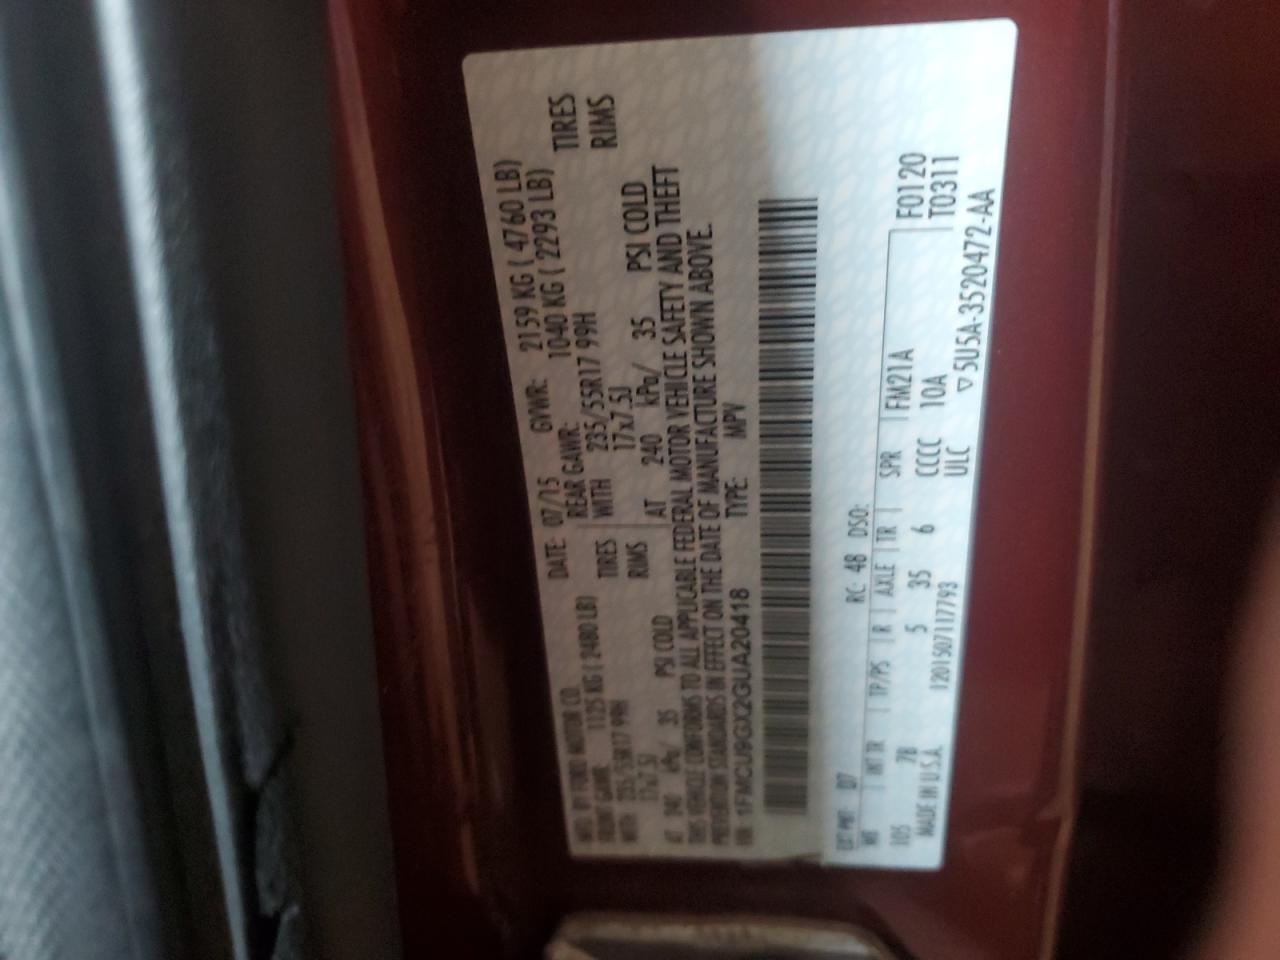 MFD. BY FORD MOTOR CO.
DATE: 07/15 GVWR: 2159 KG ( 4760 LB)
FRONT GAWR: 1125 KG ( 2480 LB) REAR GAWR: 1040 KG ( 2293 LB)
WITH 235/55R17 99H TIRES WITH 235/55R17 99H TIRES
17x7.5J RIMS 17x7.5J RIMS
AT 240 kPa/ 35 PSI COLD AT 240 kPa/ 35 PSI COLD
THIS VEHICLE CONFORMS TO ALL APPLICABLE FEDERAL MOTOR VEHICLE SAFETY AND THEFT
PREVENTION STANDARDS IN EFFECT ON THE DATE OF MANUFACTURE SHOWN ABOVE.
VIN: 1FMCU9GX2GUA20418 TYPE: MPV
EXT PNT: D7 RC: 48 DSO:
WB | INT TR | TP/PS | R | AXLE | TR | SPR | FM21A F0120
105 7B 5 35 6 CCCC 10A T0311
MADE IN U.S.A. 1201507117793 ULC ▽5U5A-3520472-AA